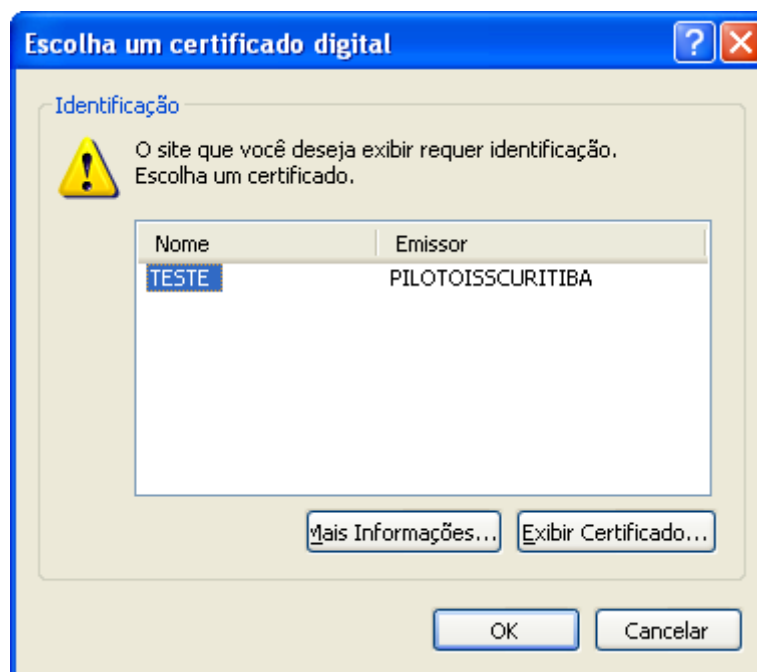 Escolha um certificado digital
Identificação
O site que você deseja exibir requer identificação.
Escolha um certificado.
Nome Emissor
TESTE PILOTOISSCURITIBA
Mais Informações... Exibir Certificado...
OK Cancelar